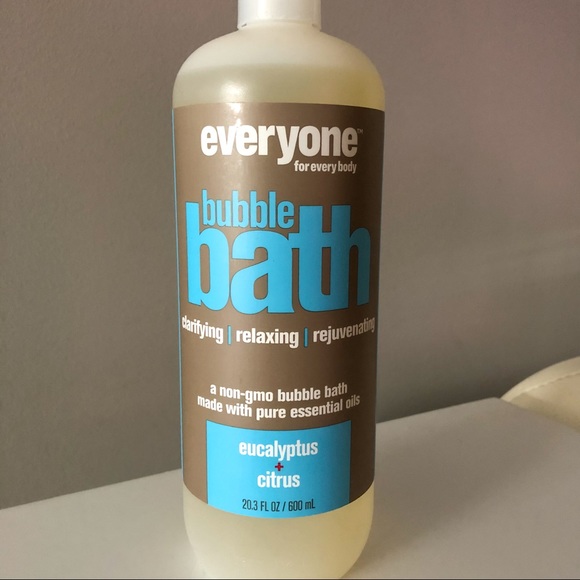 everyone™
for every body
bubble
bath
clarifying | relaxing | rejuvenating
a non-gmo bubble bath
made with pure essential oils
eucalyptus
+
citrus
20.3 FL OZ / 600 mL